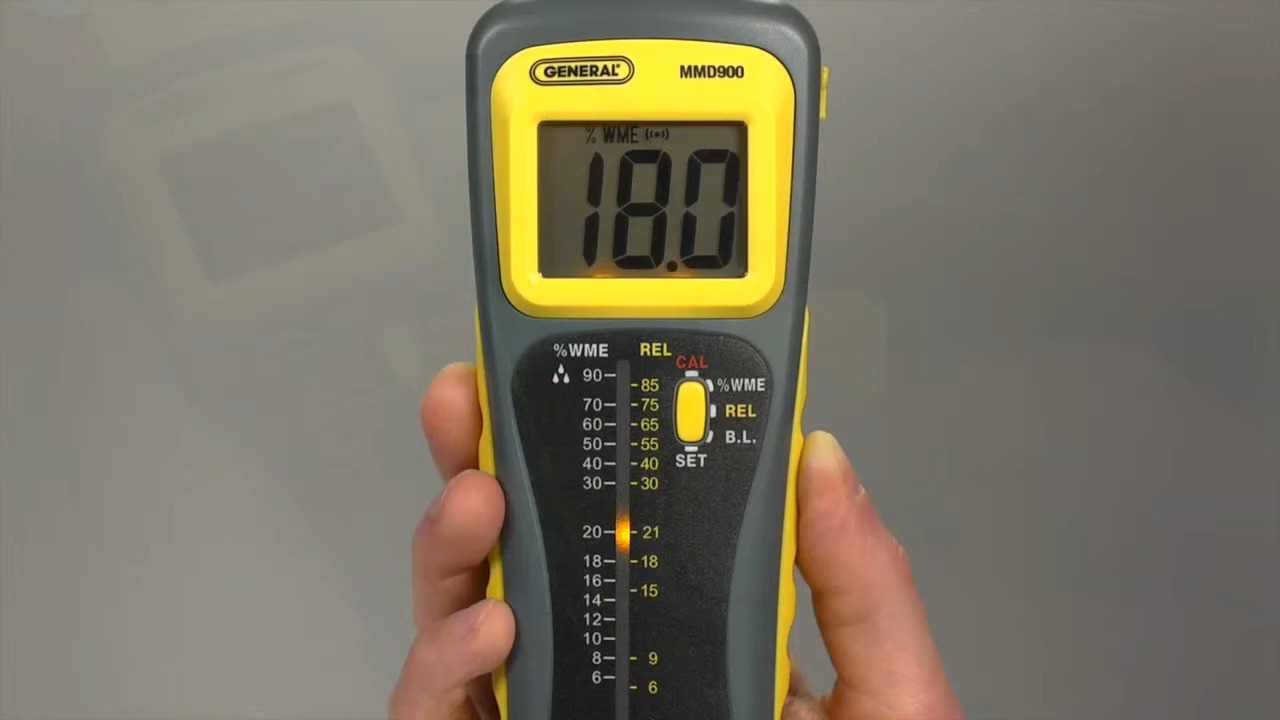 GENERAL® MMD900
% WME
18.0
%WME REL
CAL
90
85
%WME
70 75
REL
60 65
50 55
B.L.
40 40
SET
30 30
20 21
18 18
16
15
14
12
10
8 9
6
6